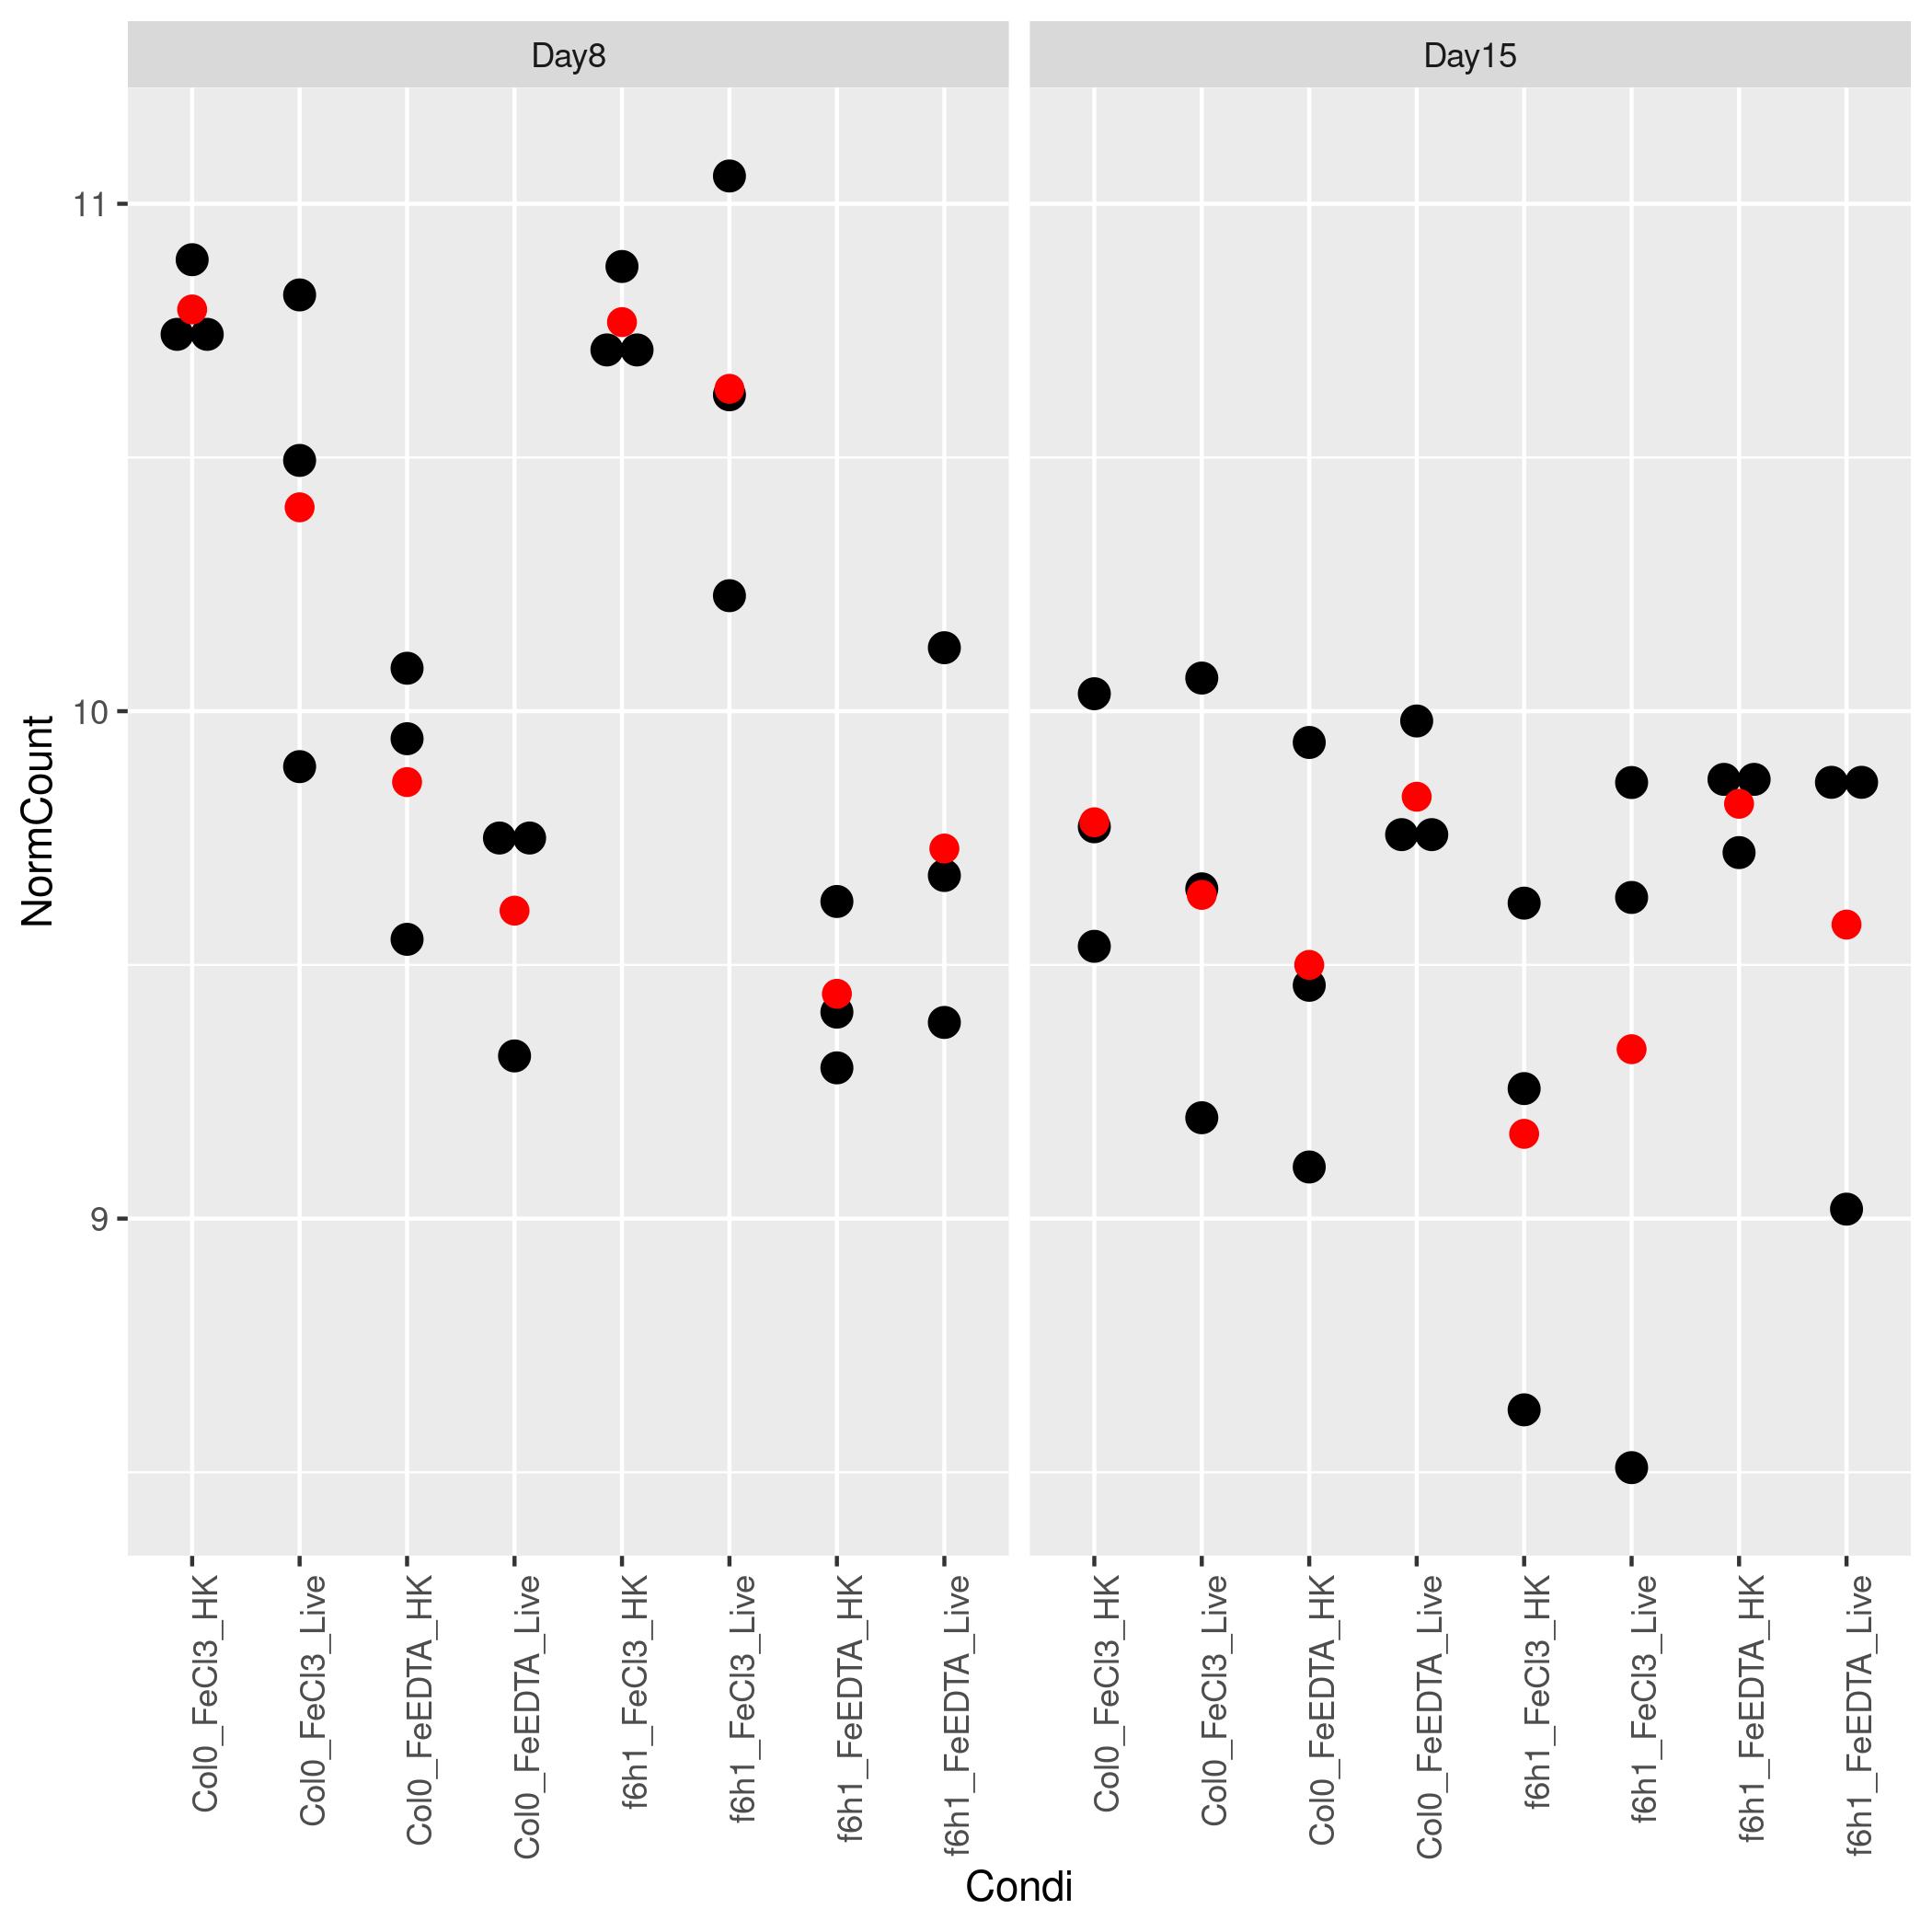 Day8
Day15
NormCount
11
10
9
Col0_FeCl3_HK
Col0_FeCl3_Live
Col0_FeEDTA_HK
Col0_FeEDTA_Live
f6h1_FeCl3_HK
f6h1_FeCl3_Live
f6h1_FeEDTA_HK
f6h1_FeEDTA_Live
Col0_FeCl3_HK
Col0_FeCl3_Live
Col0_FeEDTA_HK
Col0_FeEDTA_Live
f6h1_FeCl3_HK
f6h1_FeCl3_Live
f6h1_FeEDTA_HK
f6h1_FeEDTA_Live
Condi